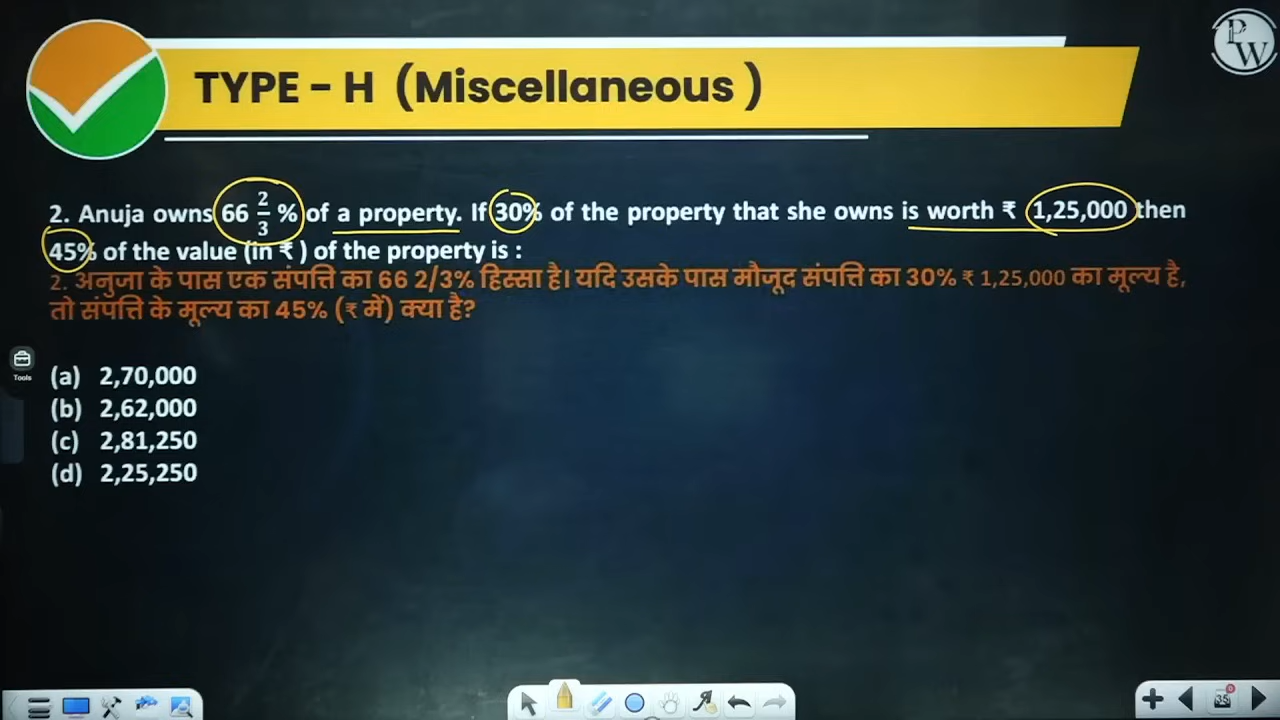 PW
TYPE - H (Miscellaneous )
2. Anuja owns 66 2/3 % of a property. If 30% of the property that she owns is worth ₹ 1,25,000 then
45% of the value (in ₹ ) of the property is :
2. अनुजा के पास एक संपत्ति का 66 2/3% हिस्सा है। यदि उसके पास मौजूद संपत्ति का 30% ₹ 1,25,000 का मूल्य है,
तो संपत्ति के मूल्य का 45% (₹ में) क्या है?
Tools
(a) 2,70,000
(b) 2,62,000
(c) 2,81,250
(d) 2,25,250
35